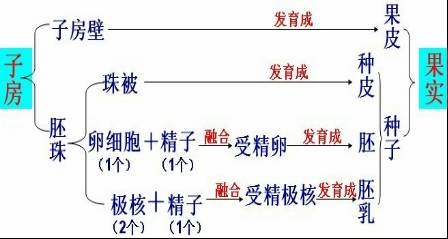 子房
子房壁 发育成 果皮
胚珠
珠被 发育成 种皮
卵细胞+精子 融合 受精卵 发育成 胚
(1个) (1个)
极核+精子 融合 受精极核 发育成 胚乳
(2个) (1个)
种子
果实